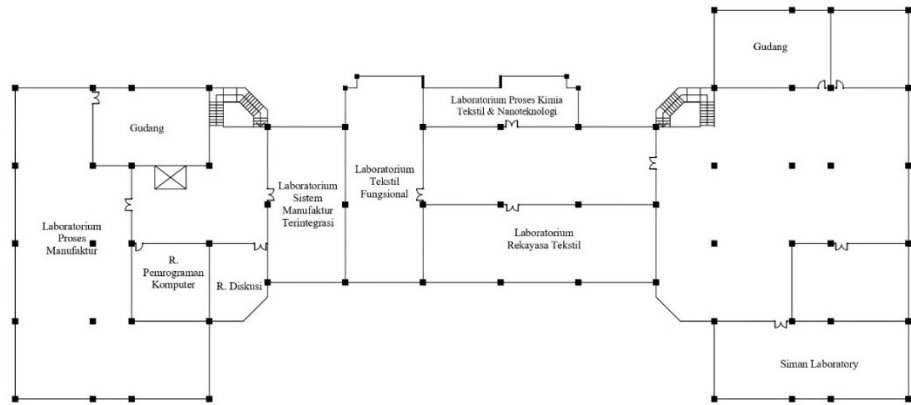 Gudang
Laboratorium Proses Kimia
Tekstil & Nanoteknologi
Gudang
Laboratorium
Sistem
Manufaktur
Terintegrasi
Laboratorium
Tekstil
Fungsional
Laboratorium
Proses
Manufaktur
Laboratorium
Rekayasa Tekstil
R.
Pemrograman
Komputer
R. Diskusi
Siman Laboratory